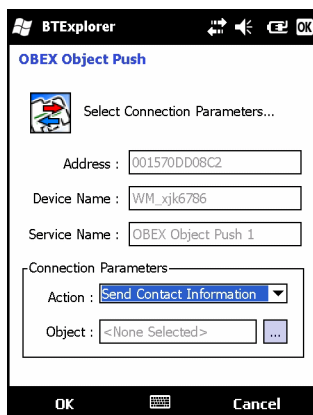 BTExplorer OK
OBEX Object Push
Select Connection Parameters...
Address : 001570DD08C2
Device Name : WM_xjk6786
Service Name : OBEX Object Push 1
Connection Parameters
Action : Send Contact Information
Object : <None Selected> ...
OK Cancel